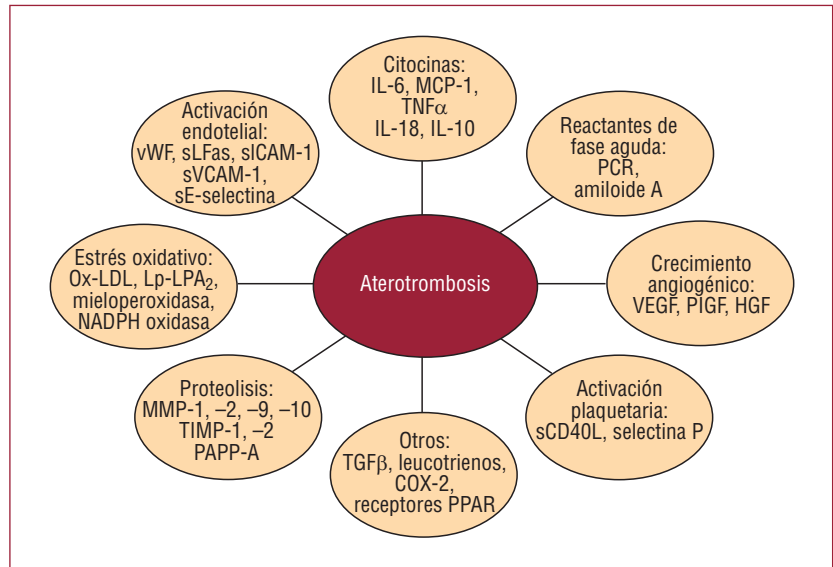 Citocinas:
IL-6, MCP-1,
TNFα
IL-18, IL-10
Reactantes de
fase aguda:
PCR,
amiloide A
Crecimiento
angiogénico:
VEGF, PIGF, HGF
Activación
plaquetaria:
sCD40L, selectina P
Otros:
TGFβ, leucotrienos,
COX-2,
receptores PPAR
Proteolisis:
MMP-1, –2, –9, –10
TIMP-1, –2
PAPP-A
Estrés oxidativo:
Ox-LDL, Lp-LPA₂,
mieloperoxidasa,
NADPH oxidasa
Activación
endotelial:
vWF, sLFas, sICAM-1
sVCAM-1,
sE-selectina
Aterotrombosis